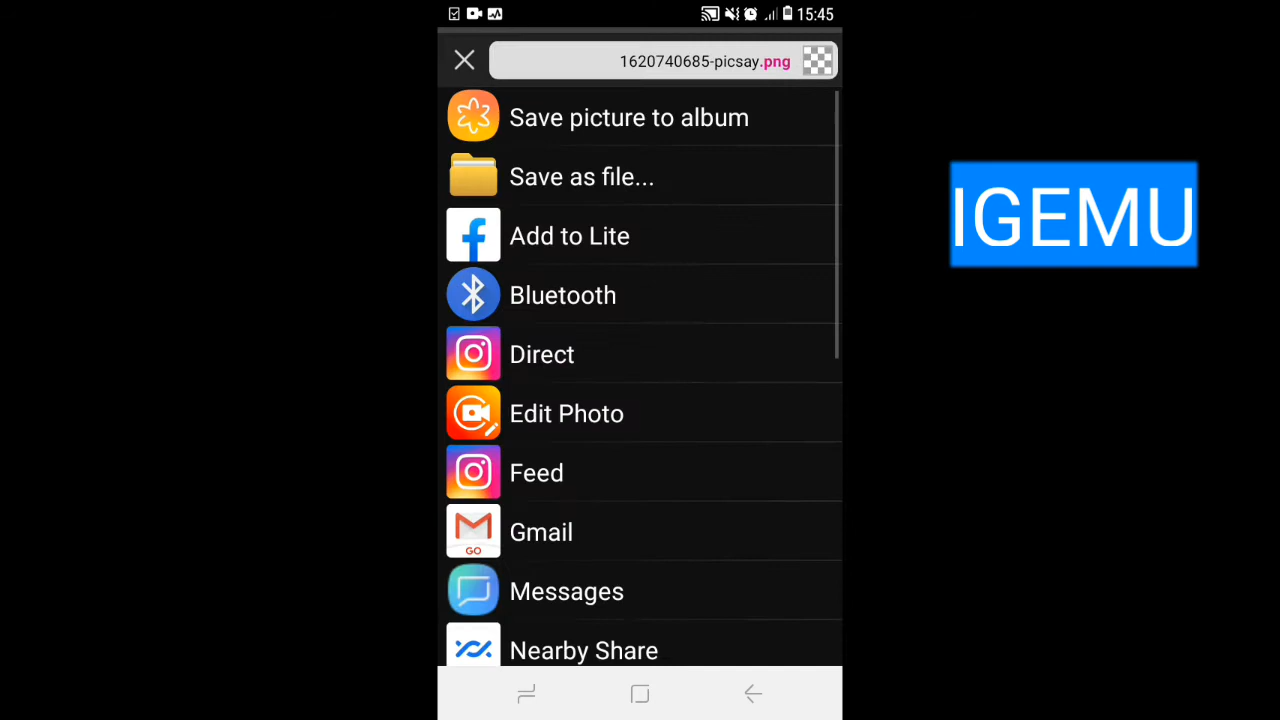 15:45
1620740685-picsay.png
Save picture to album
Save as file...
Add to Lite
Bluetooth
Direct
Edit Photo
Feed
GO
Gmail
Messages
Nearby Share
IGEMU